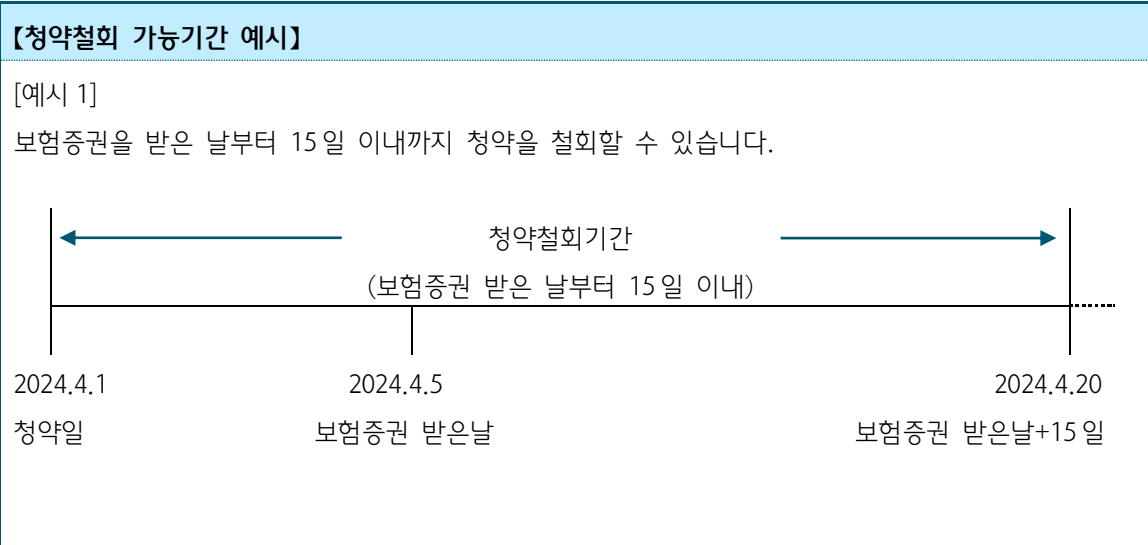 【청약철회 가능기간 예시】
[예시 1]
보험증권을 받은 날부터 15일 이내까지 청약을 철회할 수 있습니다.
청약철회기간
(보험증권 받은 날부터 15일 이내)
2024.4.1 2024.4.5 2024.4.20
청약일 보험증권 받은날 보험증권 받은날+15일